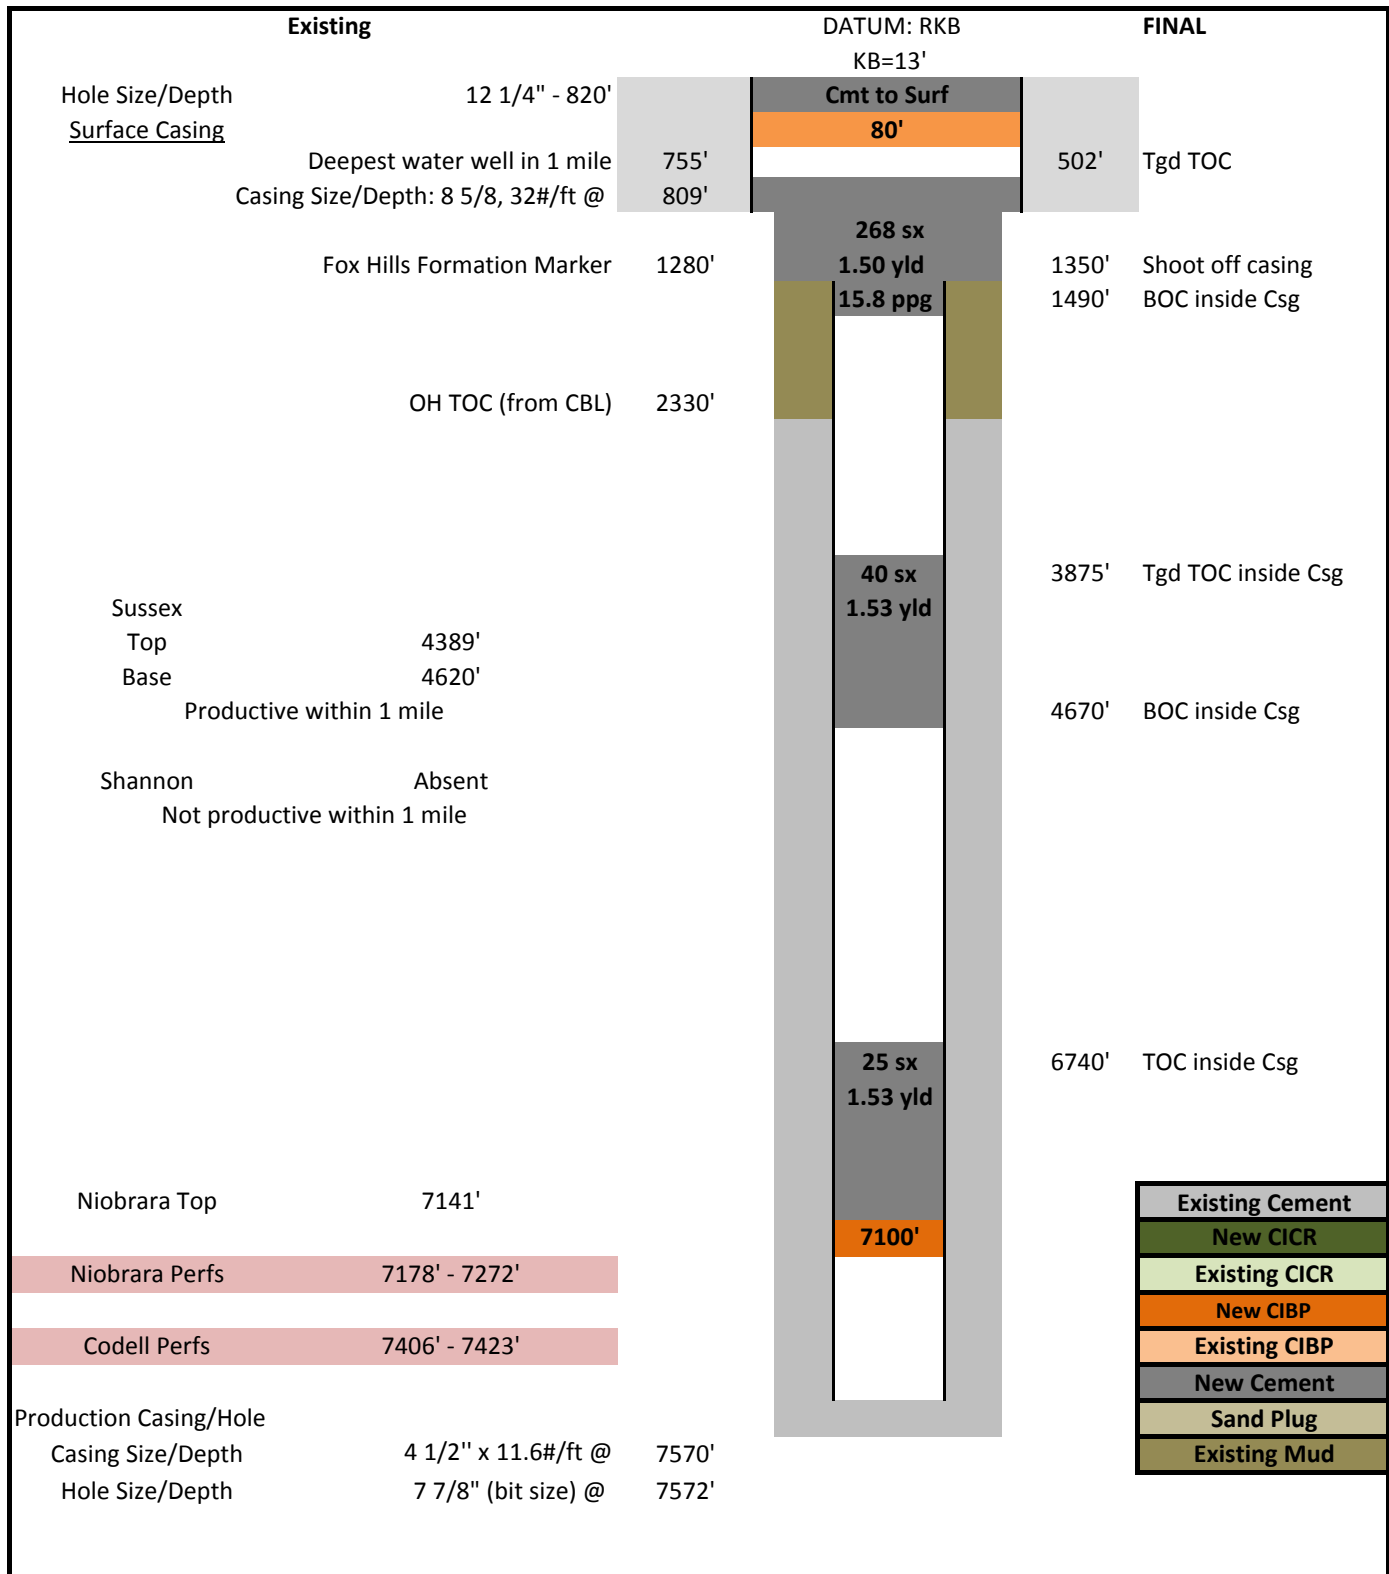 Existing DATUM: RKB FINAL
KB=13'
Hole Size/Depth 12 1/4" - 820' Cmt to Surf
Surface Casing 80'
Deepest water well in 1 mile 755' 502' Tgd TOC
Casing Size/Depth: 8 5/8, 32#/ft @ 809'
268 sx
Fox Hills Formation Marker 1280' 1.50 yld 1350' Shoot off casing
15.8 ppg 1490' BOC inside Csg
OH TOC (from CBL) 2330'
40 sx 3875' Tgd TOC inside Csg
Sussex 1.53 yld
Top 4389'
Base 4620'
Productive within 1 mile 4670' BOC inside Csg
Shannon Absent
Not productive within 1 mile
25 sx 6740' TOC inside Csg
1.53 yld
Niobrara Top 7141' Existing Cement
7100' New CICR
Niobrara Perfs 7178' - 7272' Existing CICR
New CIBP
Codell Perfs 7406' - 7423' Existing CIBP
New Cement
Production Casing/Hole Sand Plug
Casing Size/Depth 4 1/2'' x 11.6#/ft @ 7570' Existing Mud
Hole Size/Depth 7 7/8" (bit size) @ 7572'